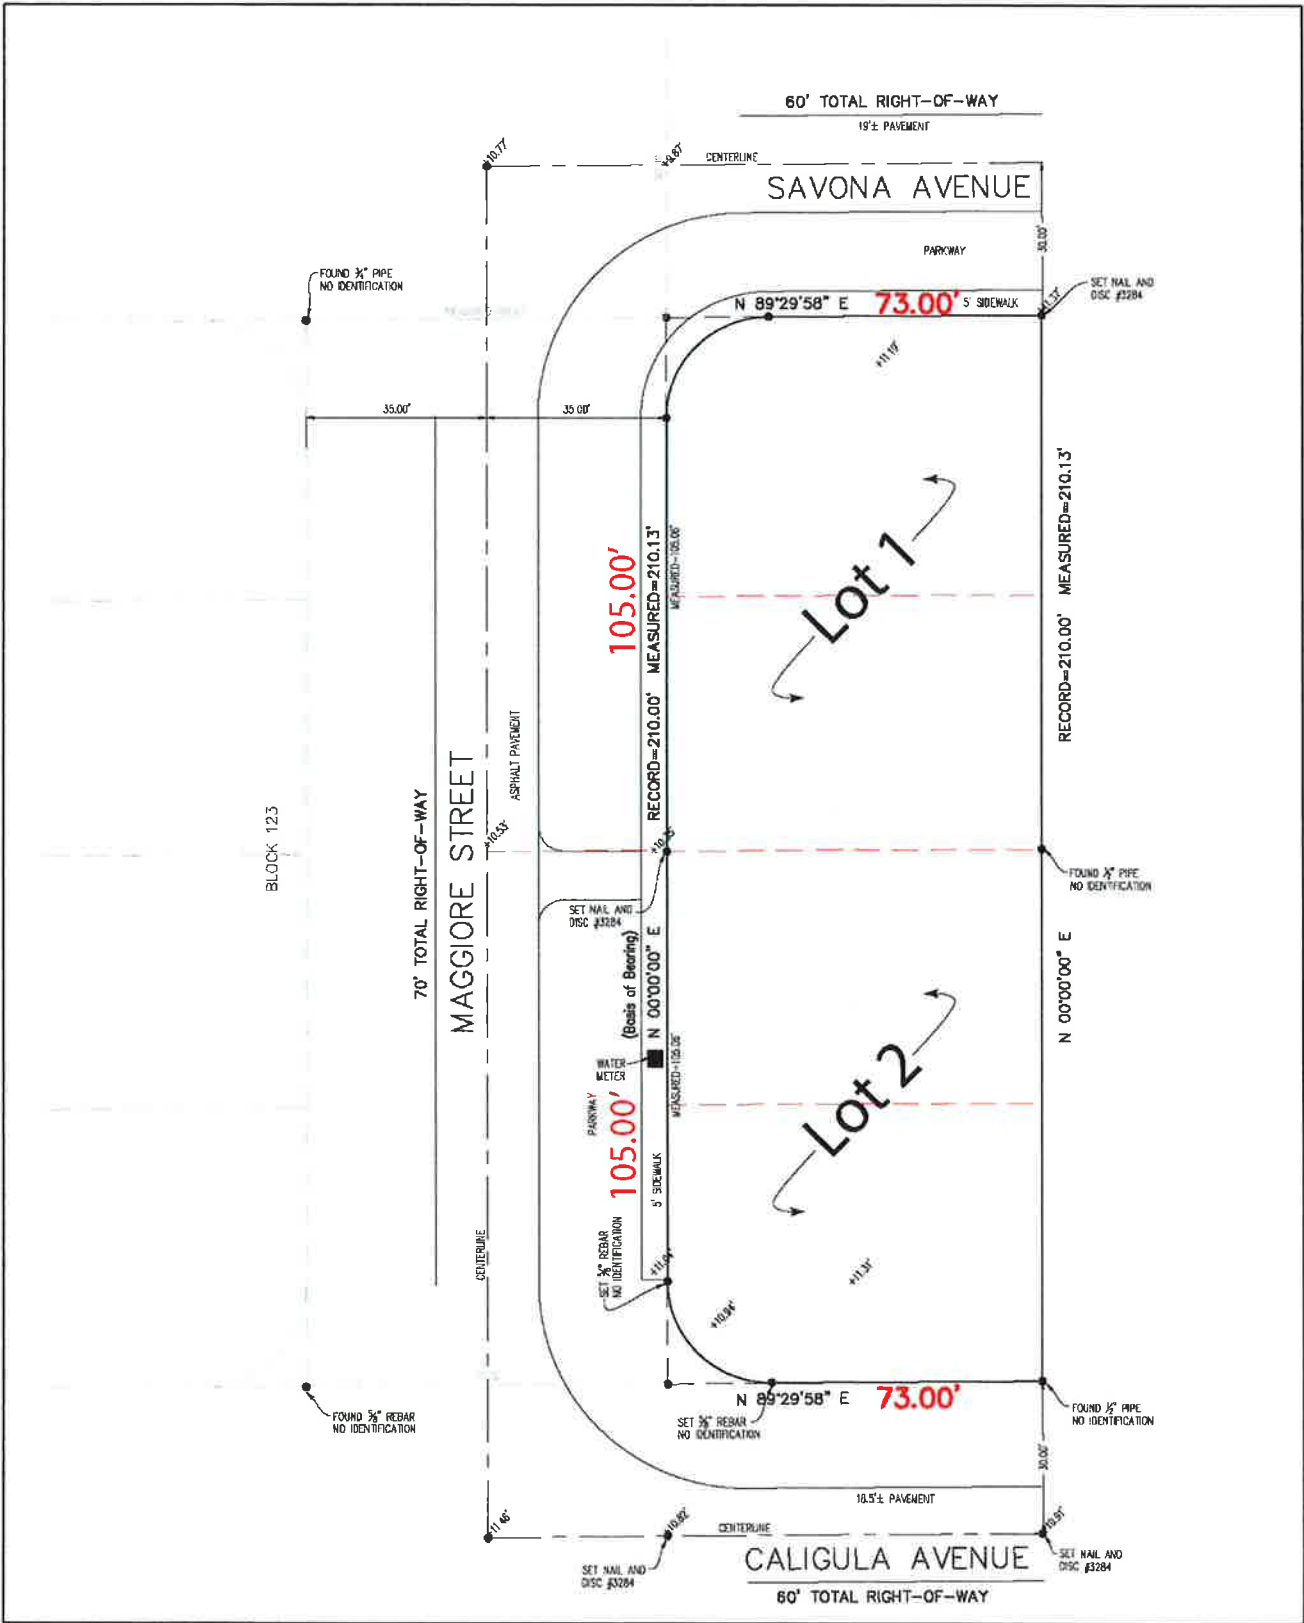 60' TOTAL RIGHT-OF-WAY
19'± PAVEMENT
+10.77'
+9.87'
CENTERLINE
SAVONA AVENUE
30.00'
PARKWAY
FOUND ¾" PIPE
NO IDENTIFICATION
SET NAIL AND
DISC #3284
N 89°29'58" E 73.00' 5' SIDEWALK
+11.19'
35.00'
35.00'
Lot 1
105.00'
RECORD=210.00' MEASURED=210.13'
MEASURED=105.06'
RECORD=210.00' MEASURED=210.13'
ASPHALT PAVEMENT
BLOCK 123
70' TOTAL RIGHT-OF-WAY
MAGGIORE STREET
+10.53'
SET NAIL AND
DISC #3284
PIPE
FOUND
NO IDENTIFICATION
(Basis of Bearing)
N 00°00'00" E
N 00°00'00" E
WATER
METER
MEASURED=105.06'
Lot 2
PARKWAY
105.00'
5' SIDEWALK
CENTERLINE
SET ⅝" REBAR
NO IDENTIFICATION
+11.31'
+10.94'
N 89°29'58" E 73.00'
FOUND ⅝" REBAR
NO IDENTIFICATION
SET ⅝" REBAR
NO IDENTIFICATION
FOUND ½" PIPE
NO IDENTIFICATION
30.00'
18.5'± PAVEMENT
+11.46'
+10.82'
CENTERLINE
+10.91'
SET NAIL AND
DISC #3284
CALIGULA AVENUE
SET NAIL AND
DISC #3284
60' TOTAL RIGHT-OF-WAY